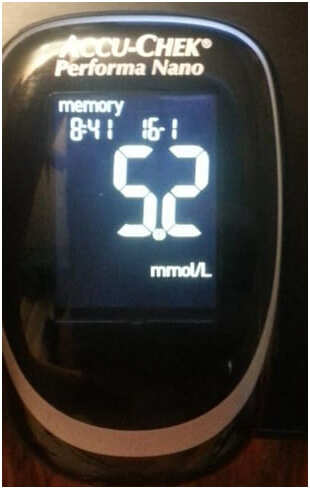 ACCU-CHEK®
Performa Nano
memory
8:41 16-1
5.2
mmol/L